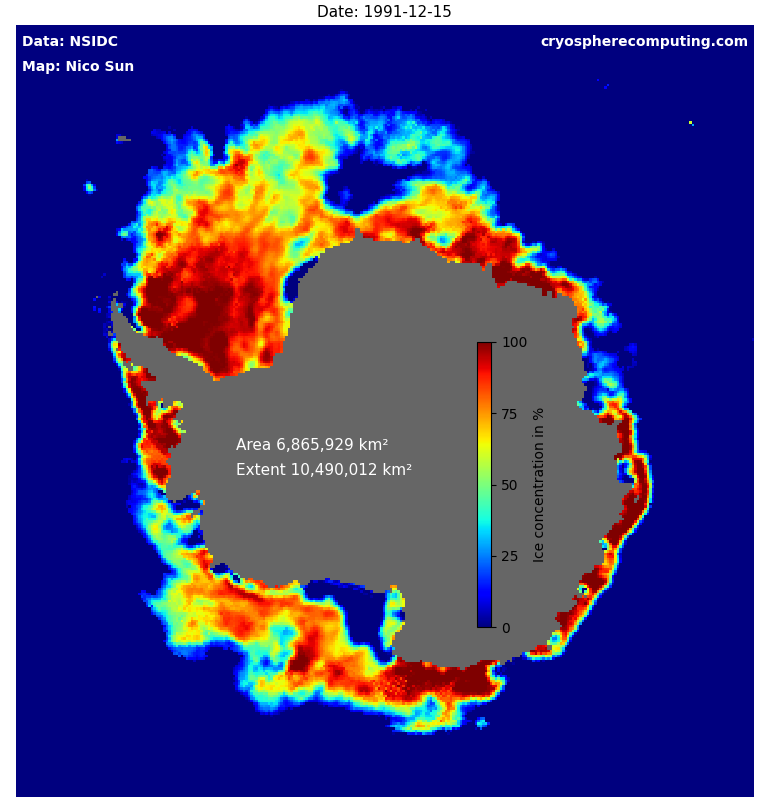 Date: 1991-12-15
Data: NSIDC
cryospherecomputing.com
Map: Nico Sun
100
75
50
25
0
Ice concentration in %
Area 6,865,929 km²
Extent 10,490,012 km²